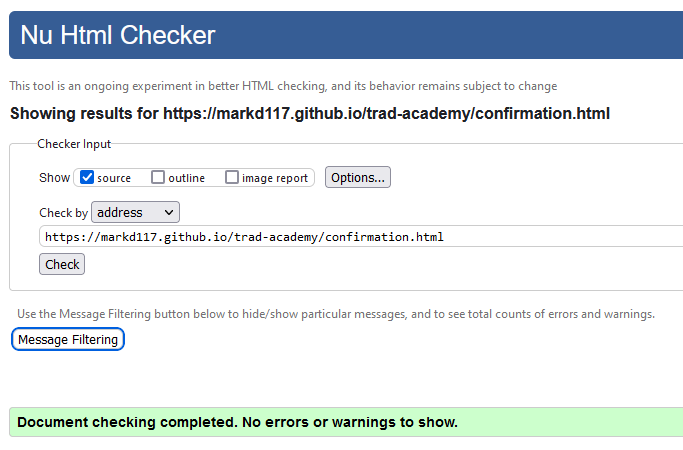 Nu Html Checker
This tool is an ongoing experiment in better HTML checking, and its behavior remains subject to change
Showing results for https://markd117.github.io/trad-academy/confirmation.html
Checker Input
Show source outline image report Options...
Check by address
https://markd117.github.io/trad-academy/confirmation.html
Check
Use the Message Filtering button below to hide/show particular messages, and to see total counts of errors and warnings.
Message Filtering
Document checking completed. No errors or warnings to show.